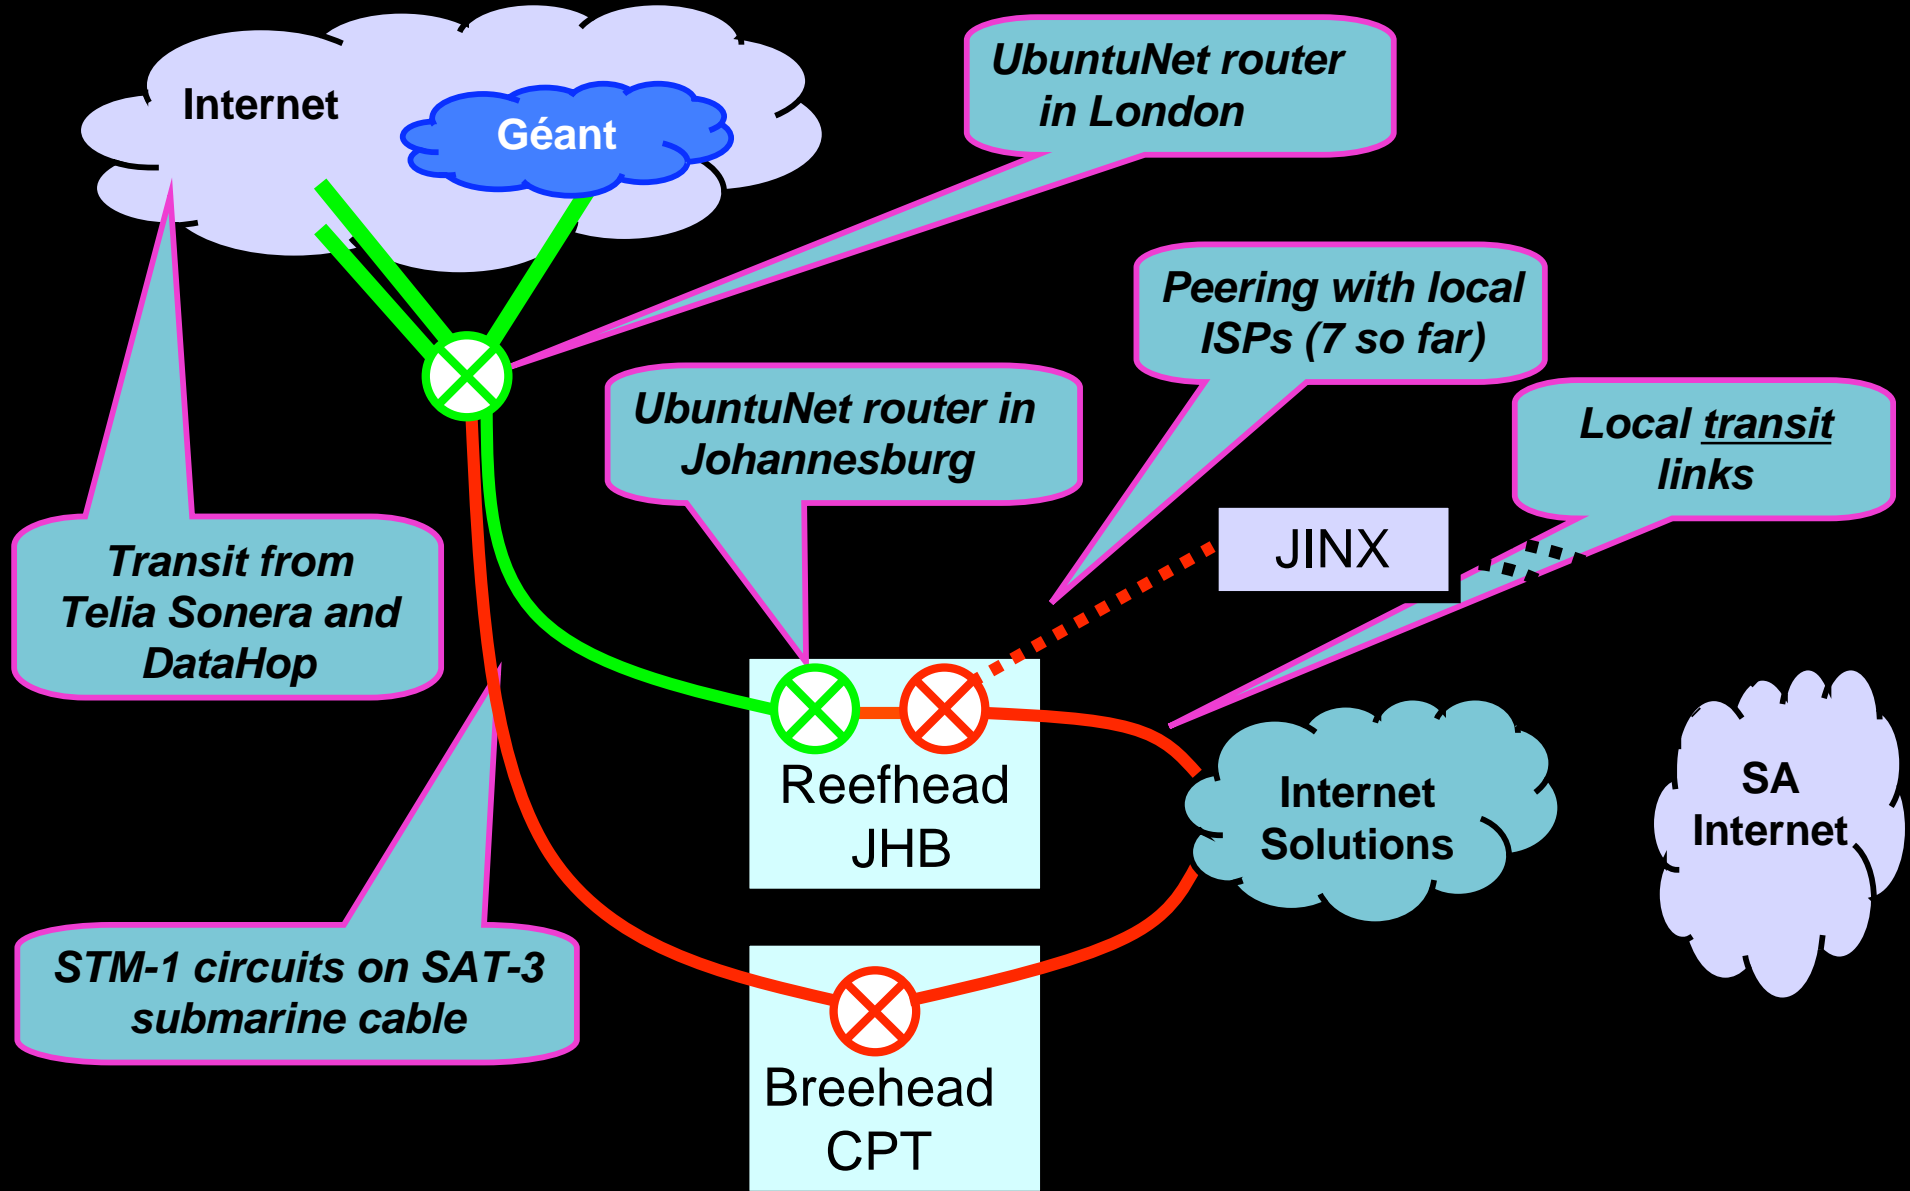 Internet
Géant
UbuntuNet router
in London
Peering with local
ISPs (7 so far)
UbuntuNet router in
Johannesburg
Local transit
links
JINX
Transit from
Telia Sonera and
DataHop
Reefhead
JHB
Internet
Solutions
SA
Internet
STM-1 circuits on SAT-3
submarine cable
Breehead
CPT